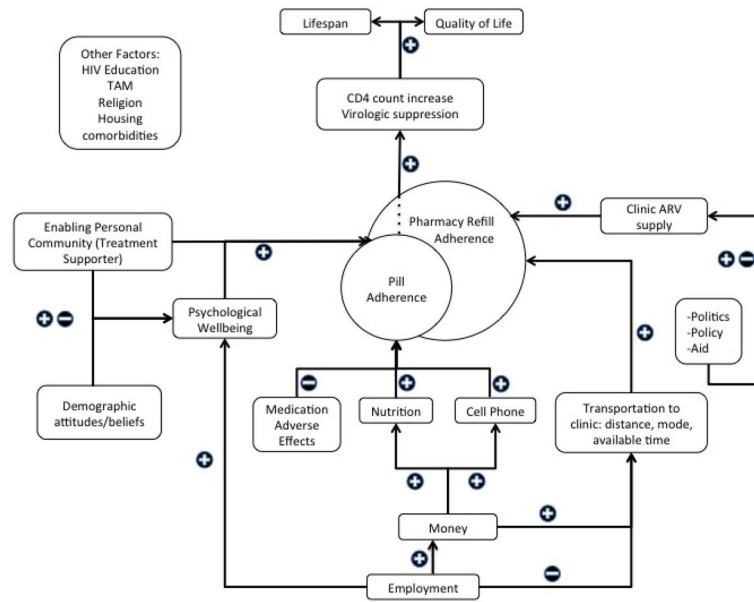 Lifespan
Quality of Life
Other Factors:
HIV Education
TAM
Religion
Housing
comorbidities
CD4 count increase
Virologic suppression
Enabling Personal
Community (Treatment
Supporter)
Pharmacy Refill
Adherence
Clinic ARV
supply
Pill
Adherence
Psychological
Wellbeing
-Politics
-Policy
-Aid
Demographic
attitudes/beliefs
Medication
Adverse
Effects
Nutrition
Cell Phone
Transportation to
clinic: distance, mode,
available time
Money
Employment